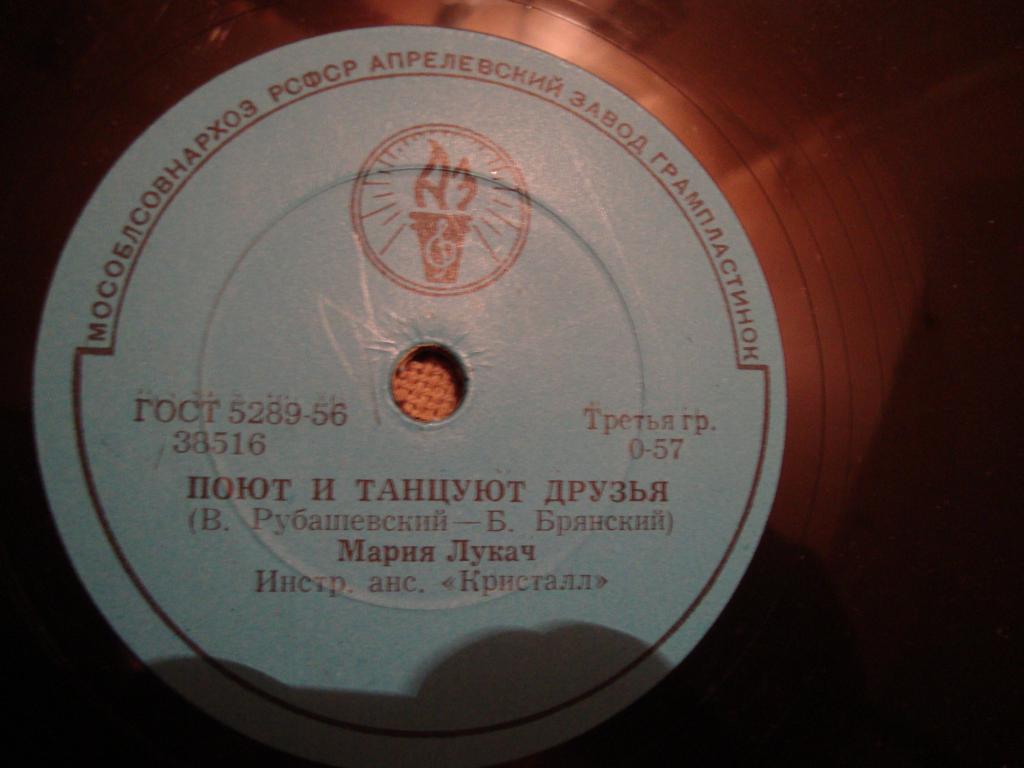 МОСОБЛСОВНАРХОЗ РСФСР АПРЕЛЕВСКИЙ ЗАВОД ГРАМПЛАСТИНОК
ГОСТ 5289-56
38516
Третья гр.
0-57
ПОЮТ И ТАНЦУЮТ ДРУЗЬЯ
(В. Рубашевский — Б. Брянский)
Мария Лукач
Инстр. анс. «Кристалл»